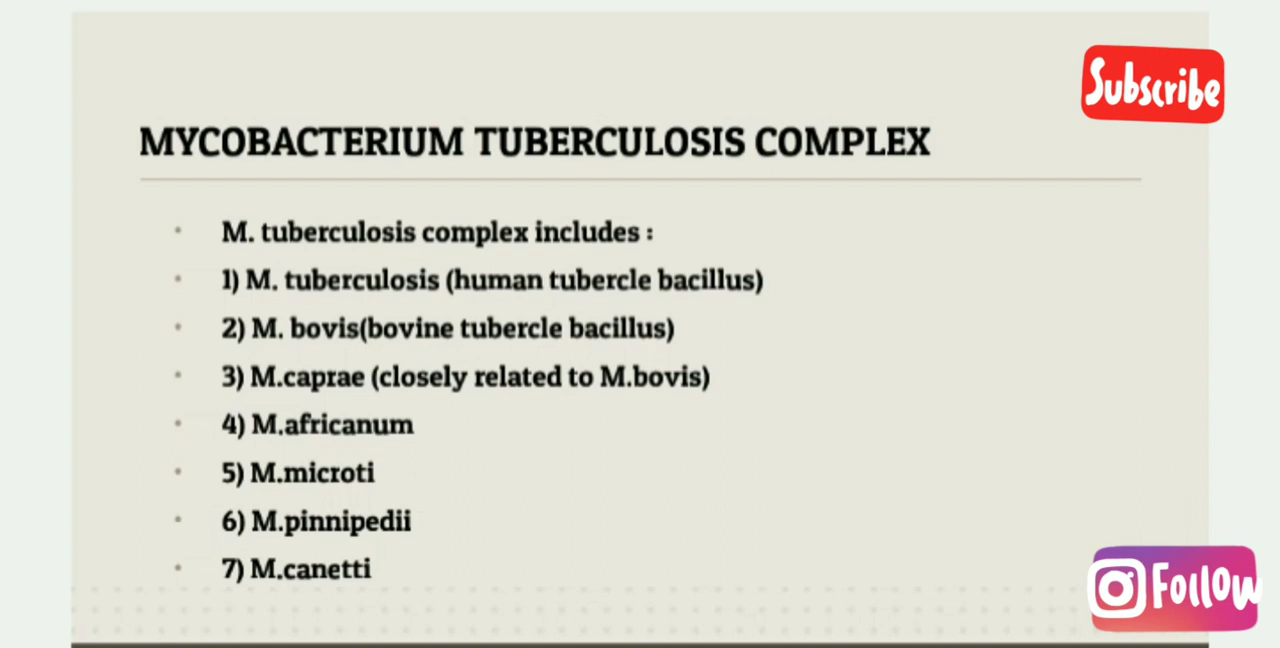 Subscribe
MYCOBACTERIUM TUBERCULOSIS COMPLEX
M. tuberculosis complex includes :
1) M. tuberculosis (human tubercle bacillus)
2) M. bovis(bovine tubercle bacillus)
3) M.caprae (closely related to M.bovis)
4) M.africanum
5) M.microti
6) M.pinnipedii
7) M.canetti
Follow